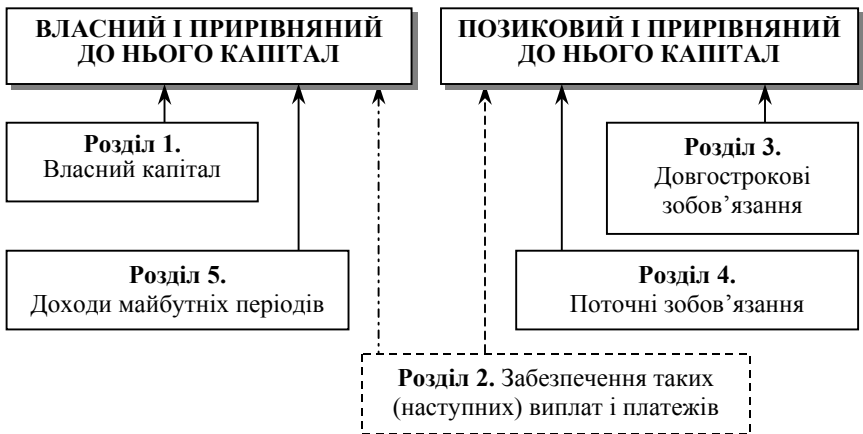 ВЛАСНИЙ І ПРИРІВНЯНИЙ
ДО НЬОГО КАПІТАЛ
ПОЗИКОВИЙ І ПРИРІВНЯНИЙ
ДО НЬОГО КАПІТАЛ
Розділ 1.
Власний капітал
Розділ 3.
Довгострокові
зобов’язання
Розділ 5.
Доходи майбутніх періодів
Розділ 4.
Поточні зобов’язання
Розділ 2. Забезпечення таких
(наступних) виплат і платежів